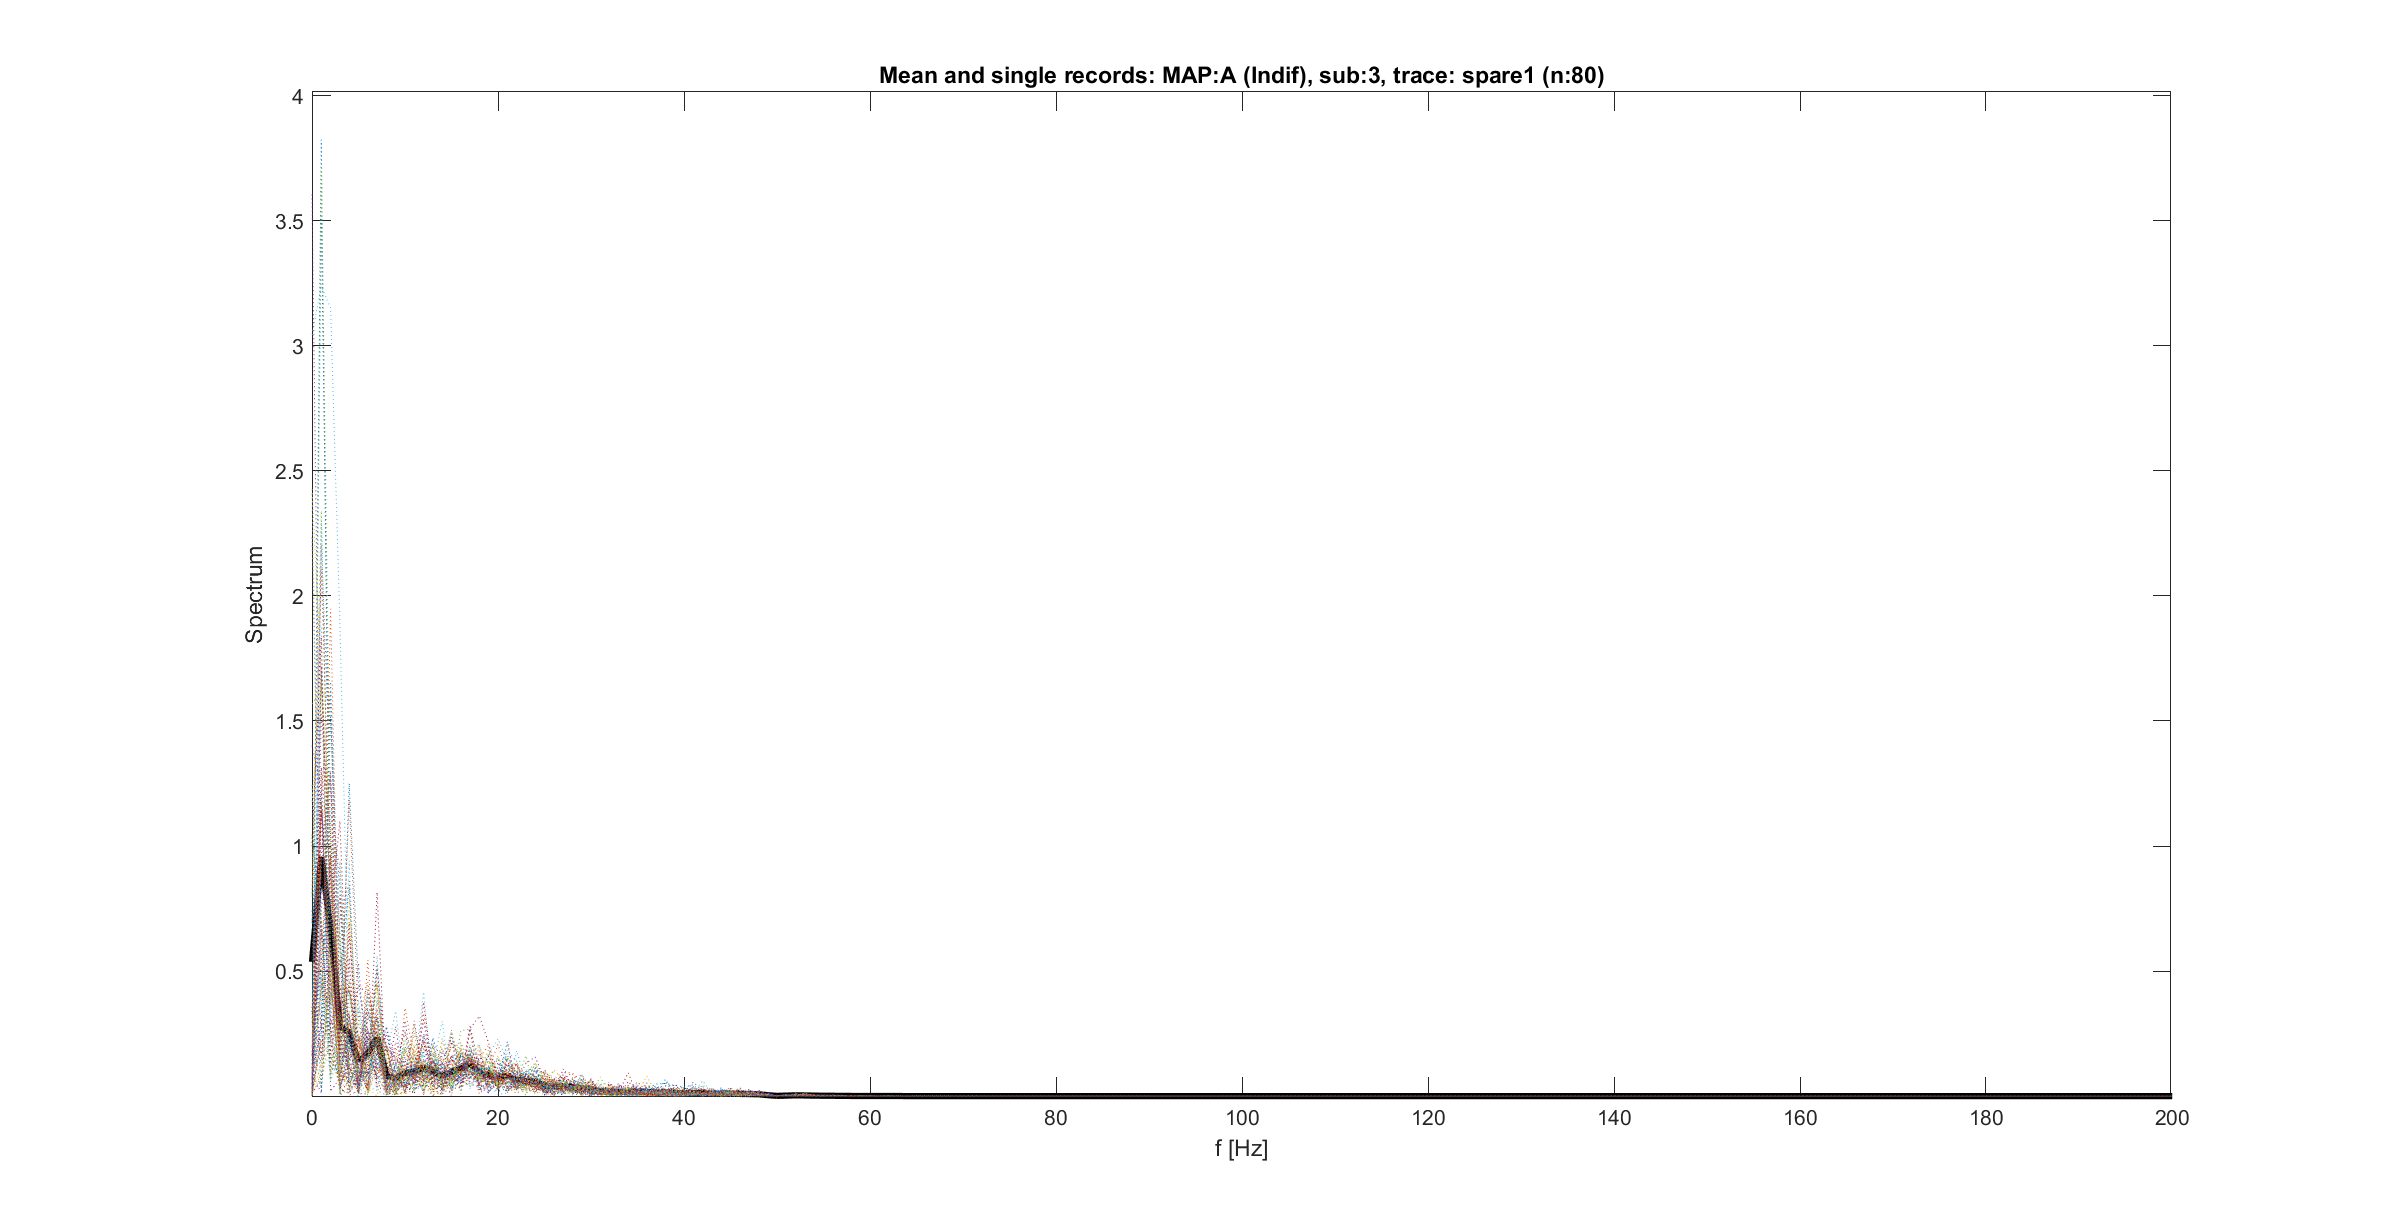 Mean and single records: MAP:A (Indif), sub:3, trace: spare1 (n:80)
4
3.5
3
2.5
2
1.5
1
0.5
Spectrum
0 20 40 60 80 100 120 140 160 180 200
f [Hz]